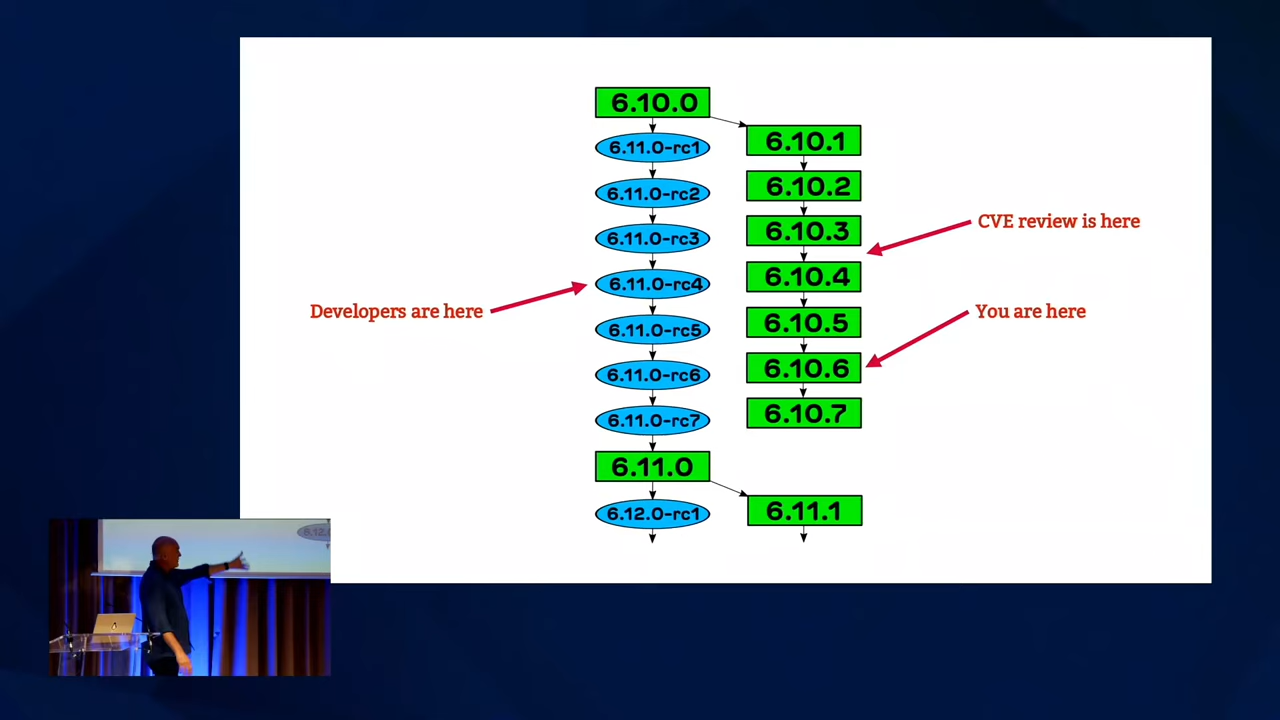 6.10.0
6.10.1
6.11.0-rc1
6.10.2
6.11.0-rc2
CVE review is here
6.10.3
6.11.0-rc3
6.10.4
6.11.0-rc4
Developers are here
You are here
6.10.5
6.11.0-rc5
6.10.6
6.11.0-rc6
6.10.7
6.11.0-rc7
6.11.0
6.11.1
6.12.0-rc1